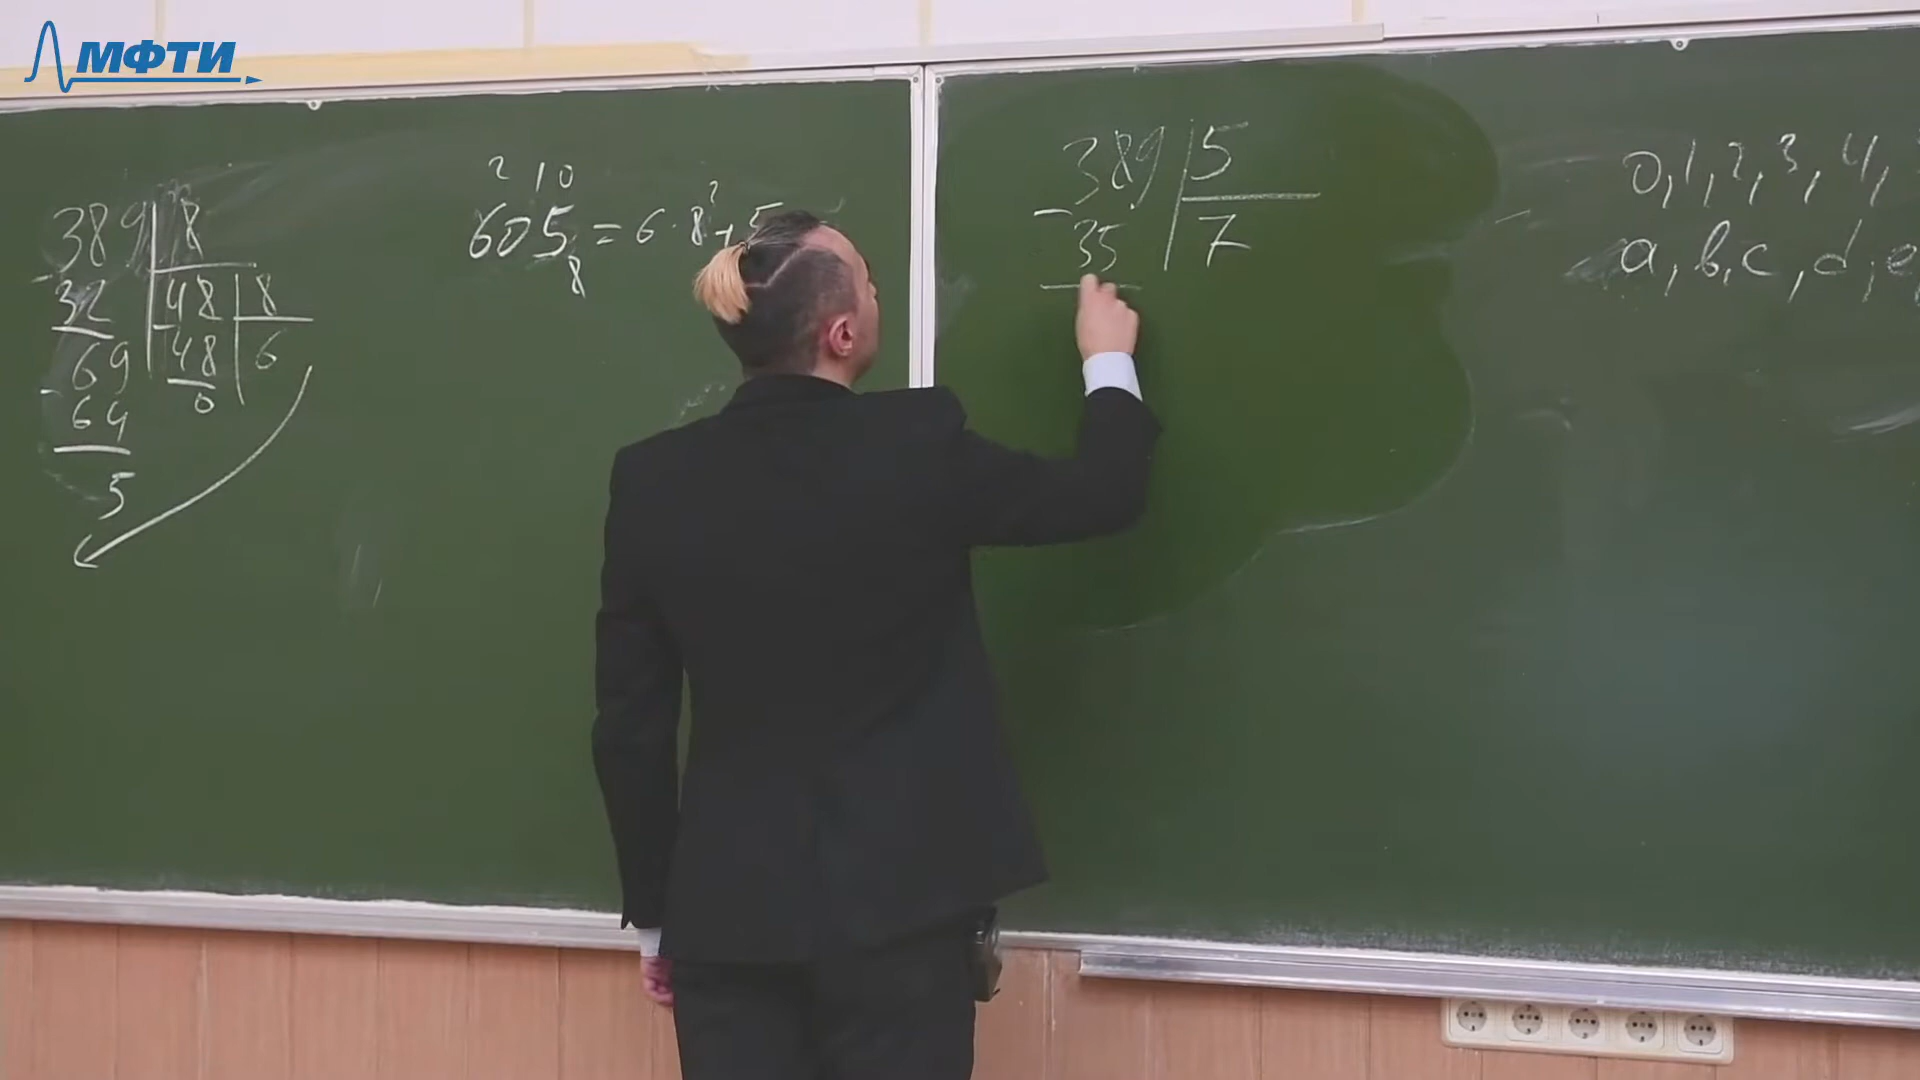 МФТИ
389 8
- 32 48 8
69 - 48 6
- 64 0
5
2 1 0
605₈ = 6·8² + 5
389 5
- 35 7
0, 1, 2, 3, 4,
a, b, c, d, e